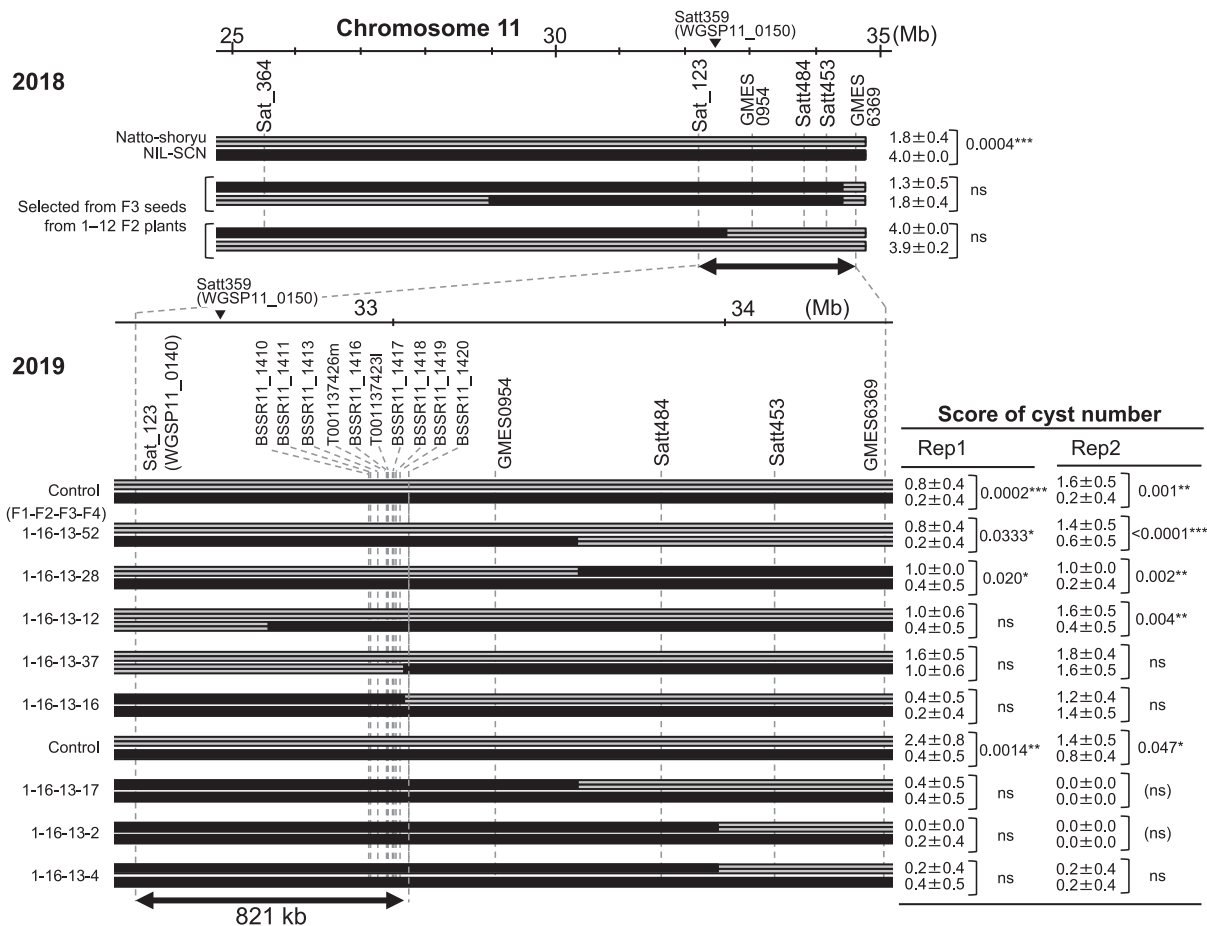 Chromosome 11
Satt359
(WGSP11_0150)
25
30
35
(Mb)
2018
Sat_364
Sat_123
GMES
0954
Satt484
Satt453
GMES
6369
Natto-shoryu
NIL-SCN
1.8±0.4
4.0±0.0
0.0004***
Selected from F3 seeds
from 1–12 F2 plants
1.3±0.5
1.8±0.4
ns
4.0±0.0
3.9±0.2
ns
Satt359
(WGSP11_0150)
33
34
(Mb)
2019
Sat_123
(WGSP11_0140)
BSSR11_1410
BSSR11_1411
BSSR11_1413
T001137426m
BSSR11_1416
T001137423l
BSSR11_1417
BSSR11_1418
BSSR11_1419
BSSR11_1420
GMES0954
Satt484
Satt453
GMES6369
Score of cyst number
Rep1
Rep2
Control
0.8±0.4
0.2±0.4
0.0002***
1.6±0.5
0.2±0.4
0.001**
(F1-F2-F3-F4)
1-16-13-52
0.8±0.4
0.2±0.4
0.0333*
1.4±0.5
0.6±0.5
<0.0001***
1-16-13-28
1.0±0.0
0.4±0.5
0.020*
1.0±0.0
0.2±0.4
0.002**
1-16-13-12
1.0±0.6
0.4±0.5
ns
1.6±0.5
0.4±0.5
0.004**
1-16-13-37
1.6±0.5
1.0±0.6
ns
1.8±0.4
1.6±0.5
ns
1-16-13-16
0.4±0.5
0.2±0.4
ns
1.2±0.4
1.4±0.5
ns
Control
2.4±0.8
0.4±0.5
0.0014**
1.4±0.5
0.8±0.4
0.047*
1-16-13-17
0.4±0.5
0.4±0.5
ns
0.0±0.0
0.0±0.0
(ns)
1-16-13-2
0.0±0.0
0.2±0.4
ns
0.0±0.0
0.0±0.0
(ns)
1-16-13-4
0.2±0.4
0.4±0.5
ns
0.2±0.4
0.2±0.4
ns
821 kb